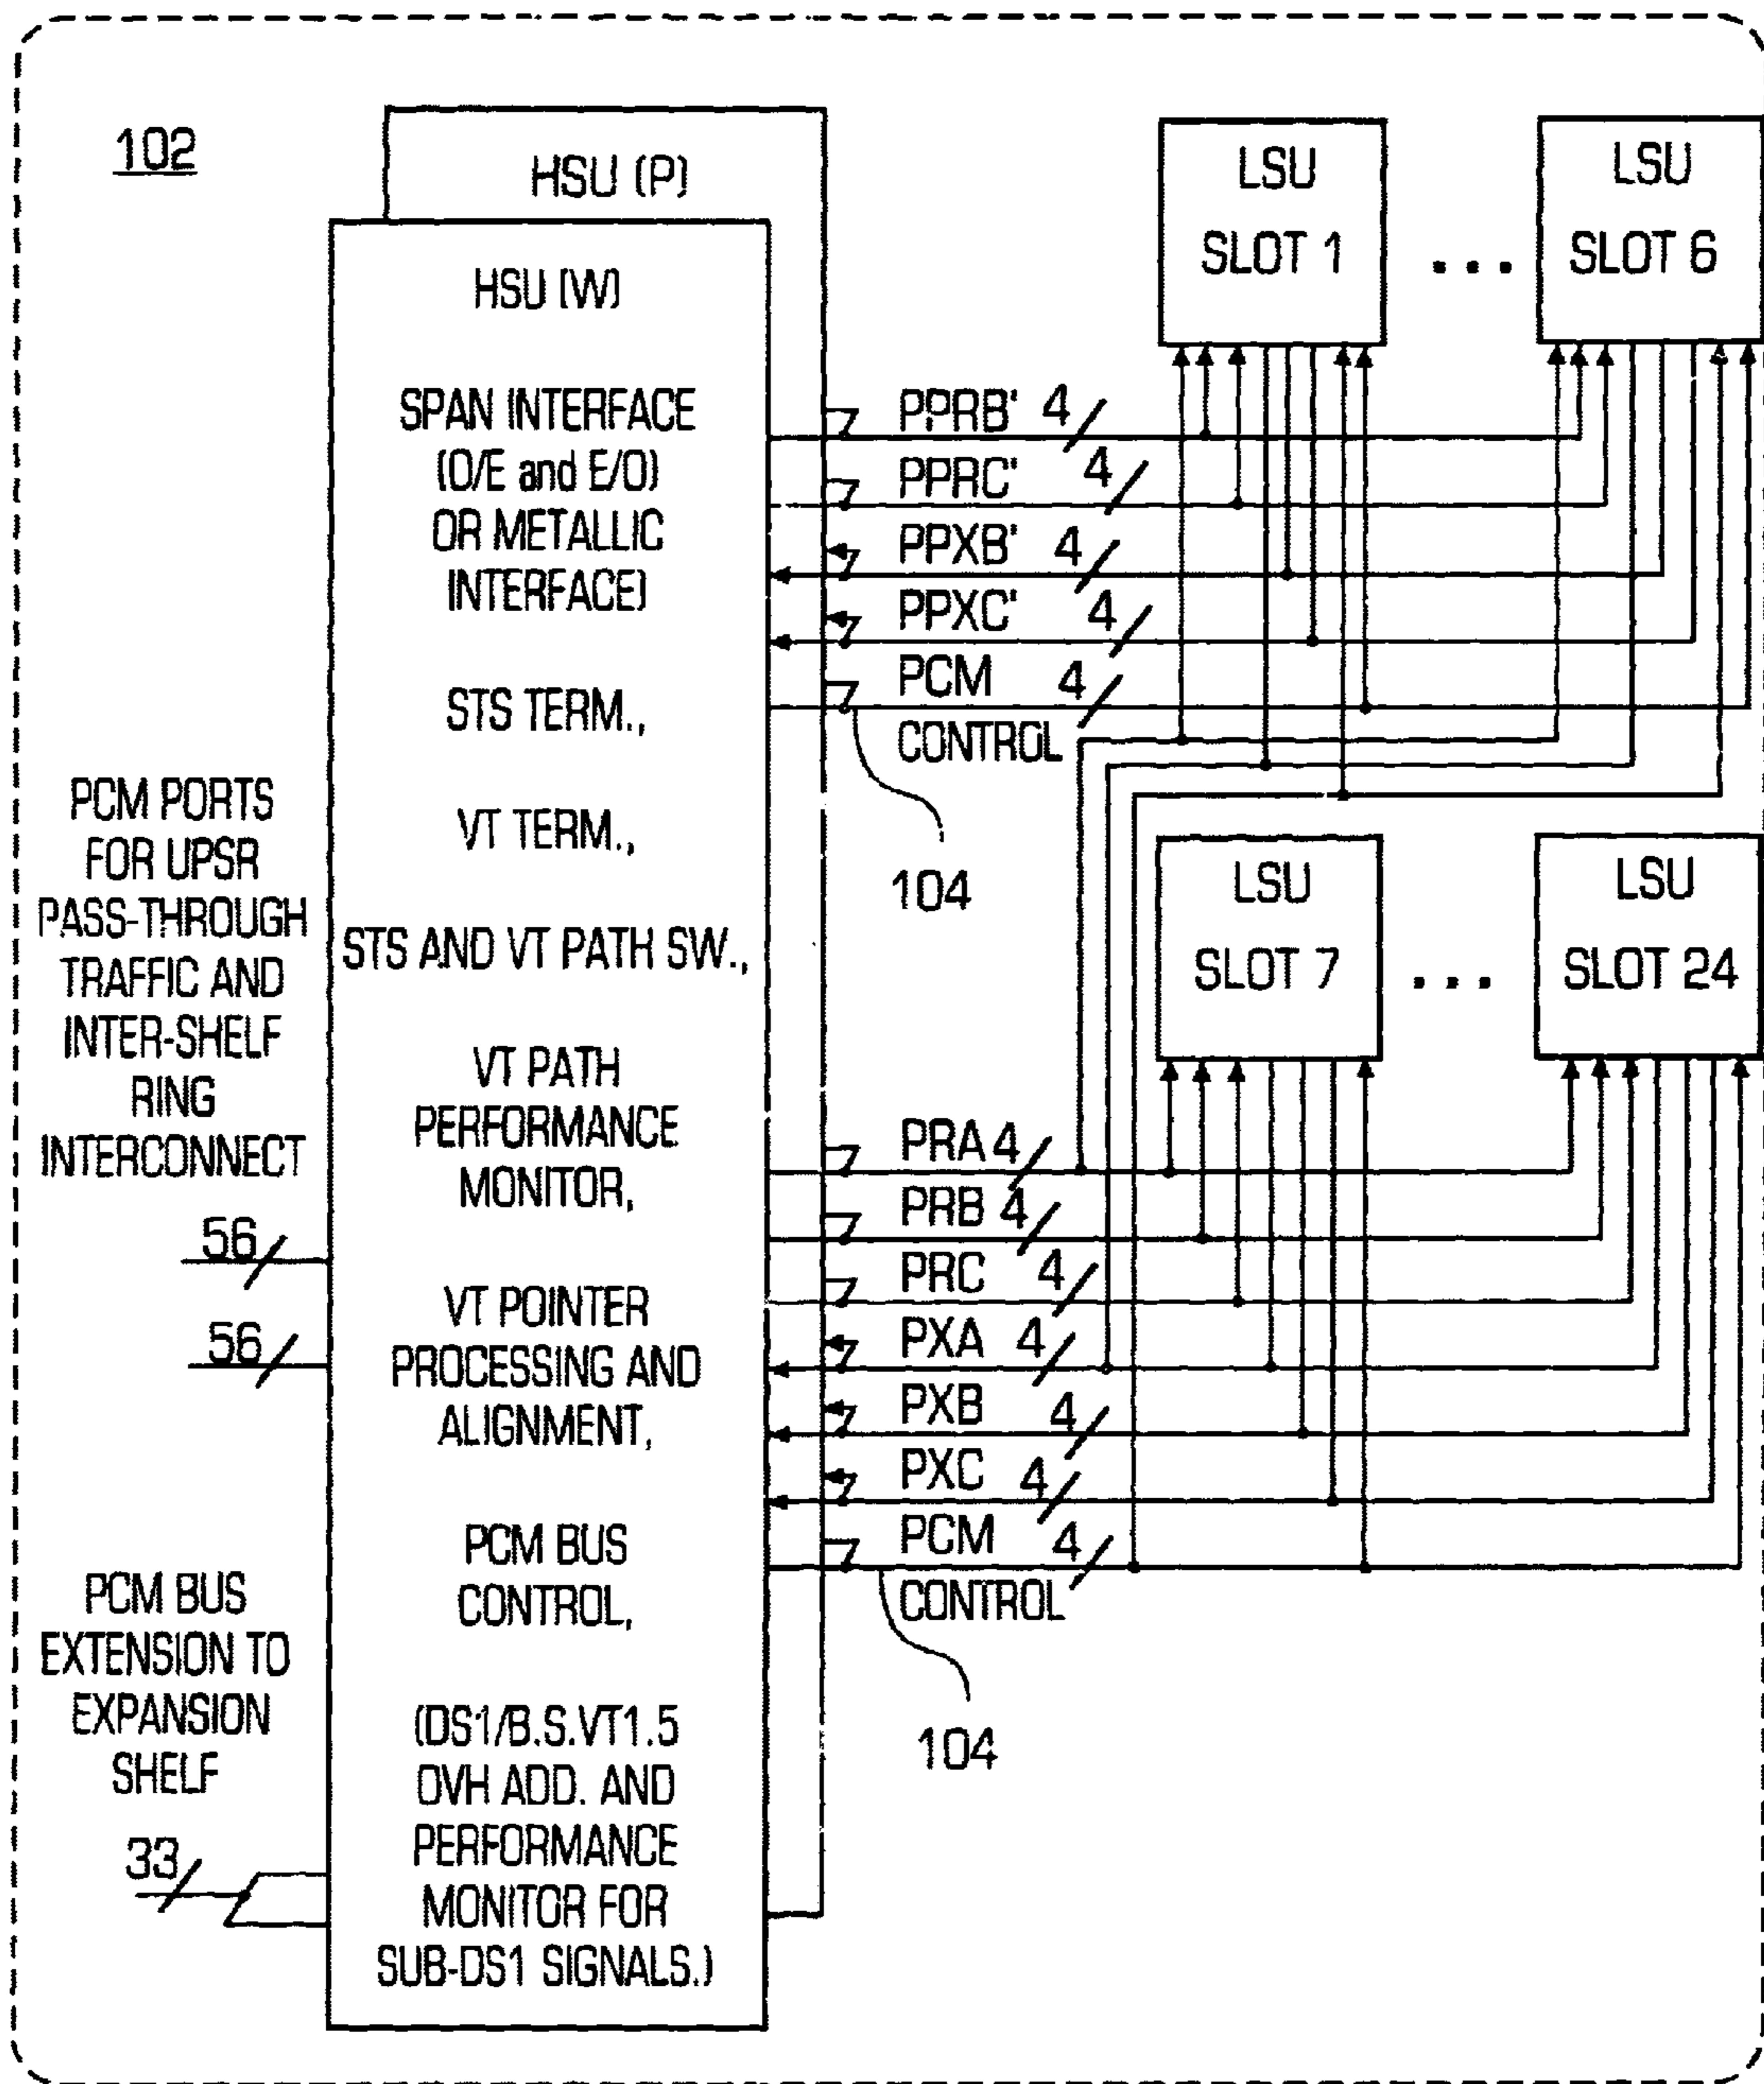 102
HSU (P)
HSU (W)
SPAN INTERFACE
(O/E and E/O)
OR METALLIC
INTERFACE)
STS TERM.,
VT TERM.,
STS AND VT PATH SW.,
VT PATH
PERFORMANCE
MONITOR,
VT POINTER
PROCESSING AND
ALIGNMENT,
PCM BUS
CONTROL,
(DS1/B.S.VT1.5
OVH ADD. AND
PERFORMANCE
MONITOR FOR
SUB-DS1 SIGNALS.)
PCM PORTS
FOR UPSR
PASS-THROUGH
TRAFFIC AND
INTER-SHELF
RING
INTERCONNECT
56
56
PCM BUS
EXTENSION TO
EXPANSION
SHELF
33
LSU
SLOT 1
...
LSU
SLOT 6
PPRB' 4
PPRC' 4
PPXB' 4
PPXC' 4
PCM 4
CONTROL
104
LSU
SLOT 7
...
LSU
SLOT 24
PRA 4
PRB 4
PRC 4
PXA 4
PXB 4
PXC 4
PCM 4
CONTROL
104